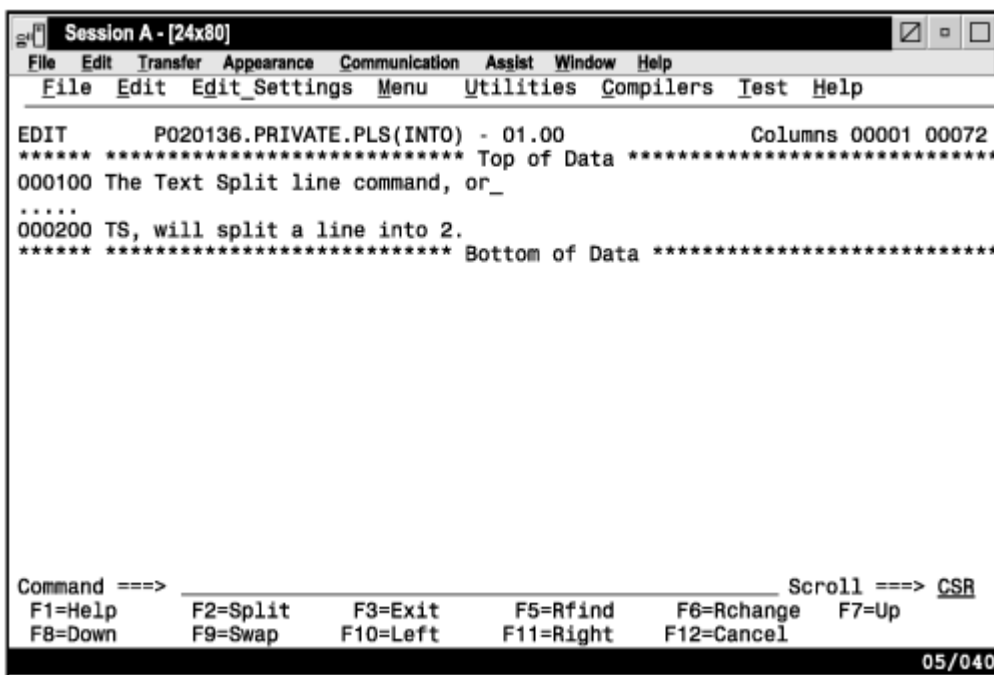 Session A - [24x80]
File Edit Transfer Appearance Communication Assist Window Help
File Edit Edit_Settings Menu Utilities Compilers Test Help
EDIT P020136.PRIVATE.PLS(INTO) - 01.00 Columns 00001 00072
****** ***************************** Top of Data ******************************
000100 The Text Split line command, or_
.....
000200 TS, will split a line into 2.
****** **************************** Bottom of Data ****************************
Command ===> Scroll ===> CSR
F1=Help F2=Split F3=Exit F5=Rfind F6=Rchange F7=Up
F8=Down F9=Swap F10=Left F11=Right F12=Cancel
05/040